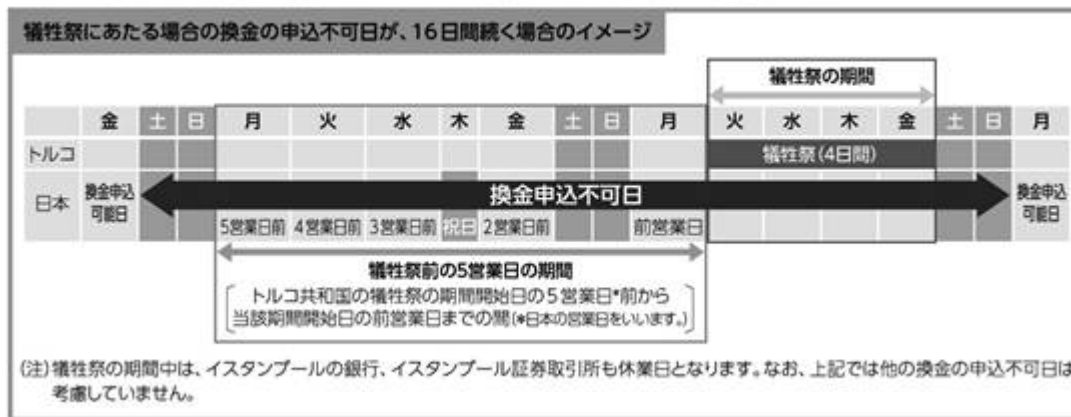 犠牲祭にあたる場合の換金の申込不可日が、16日間続く場合のイメージ
犠牲祭の期間
金 土 日 月 火 水 木 金 土 日 月 火 水 木 金 土 日 月
トルコ 犠牲祭(4日間)
日本 換金申込可能日 換金申込不可日 換金申込可能日
5営業日前 4営業日前 3営業日前 祝日 2営業日前 前営業日
犠牲祭前の5営業日の期間
トルコ共和国の犠牲祭の期間開始日の5営業日*前から
当該期間開始日の前営業日までの間(*日本の営業日をいいます。)
(注)犠牲祭の期間中は、イスタンブールの銀行、イスタンブール証券取引所も休業日となります。なお、上記では他の換金の申込不可日は
考慮していません。